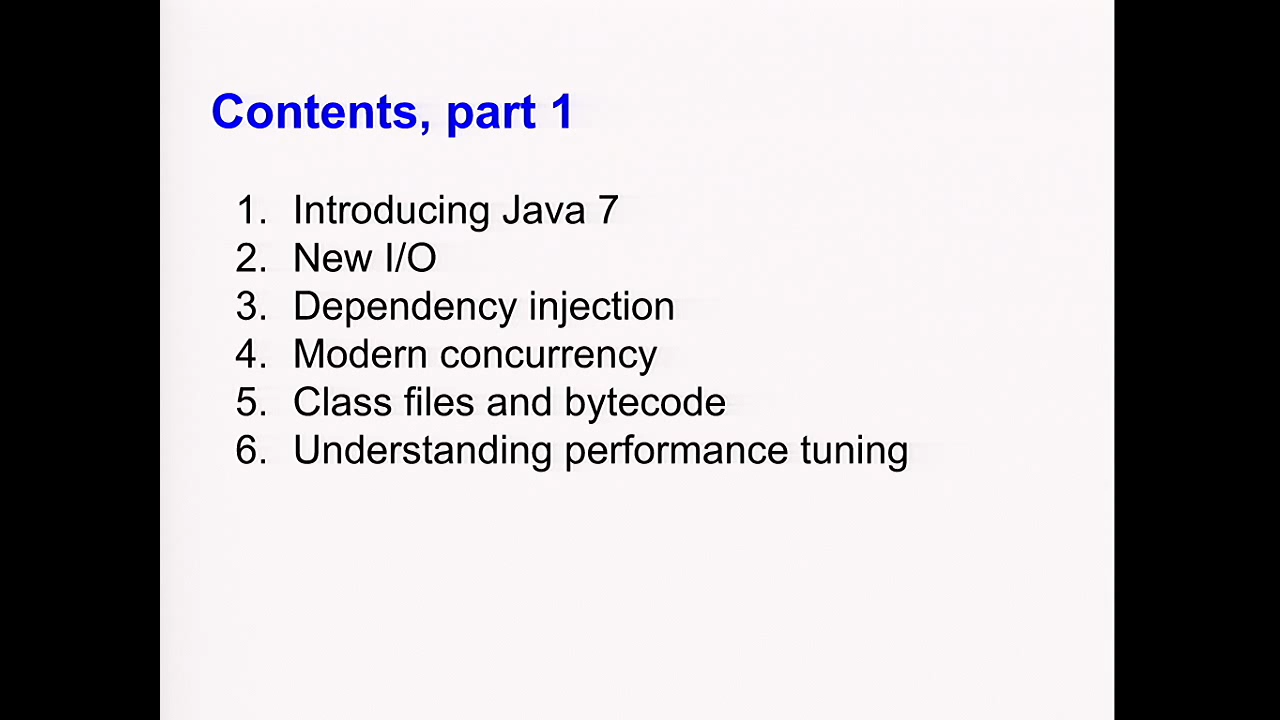 Contents, part 1
1. Introducing Java 7
2. New I/O
3. Dependency injection
4. Modern concurrency
5. Class files and bytecode
6. Understanding performance tuning